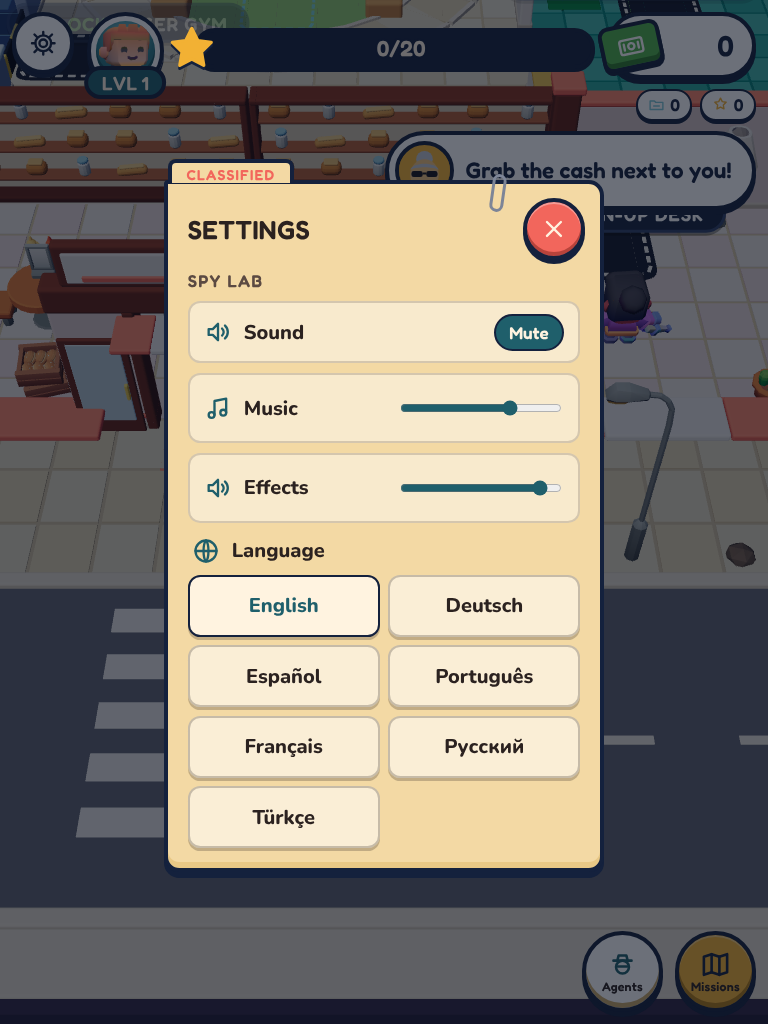 0/20
0
LVL 1
0
0
Grab the cash next to you!
CLASSIFIED
SETTINGS
SPY LAB
Sound
Mute
Music
Effects
Language
English
Deutsch
Español
Português
Français
Русский
Türkçe
Agents
Missions